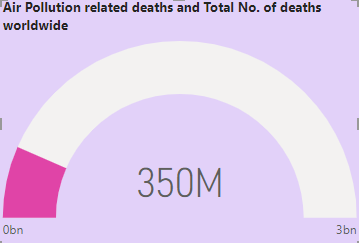 Air Pollution related deaths and Total No. of deaths
worldwide
350M
0bn 3bn